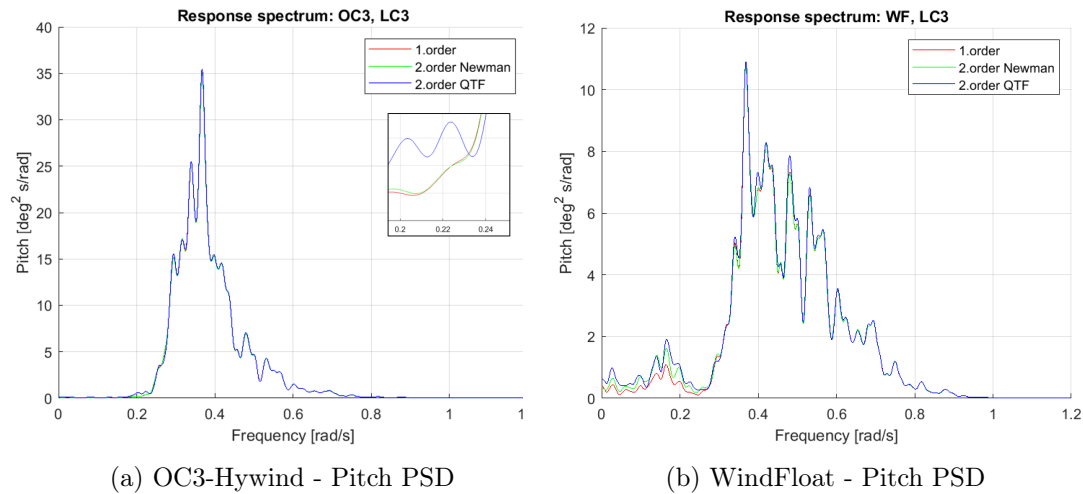 Response spectrum: OC3, LC3
40
35
30
25
20
15
10
5
0
Pitch [deg² s/rad]
1.order
2.order Newman
2.order QTF
0.2 0.22 0.24
0 0.2 0.4 0.6 0.8 1 1
Frequency [rad/s]
(a) OC3-Hywind - Pitch PSD
Response spectrum: WF, LC3
12
10
8
6
4
2
0
Pitch [deg² s/rad]
1.order
2.order Newman
2.order QTF
0 0.2 0.4 0.6 0.8 1 1.2
Frequency [rad/s]
(b) WindFloat - Pitch PSD